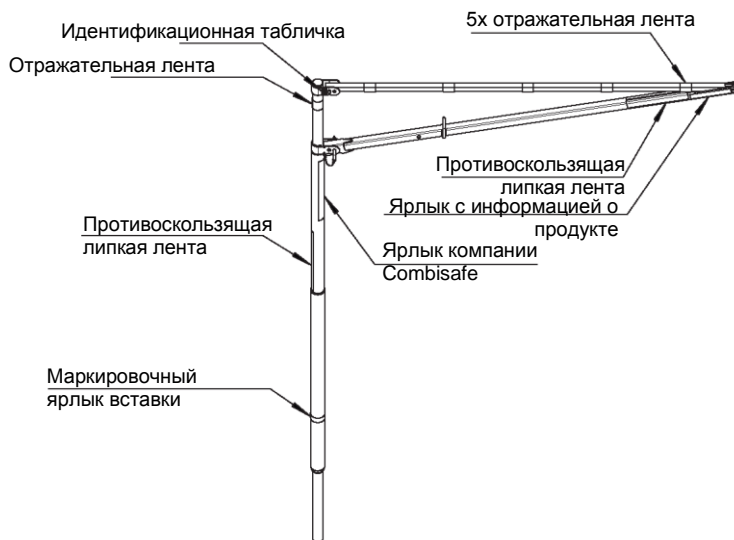 5x отражательная лента
Идентификационная табличка
Отражательная лента
Противоскользящая
липкая лента
Ярлык с информацией о
продукте
Противоскользящая
липкая лента
Ярлык компании
Combisafe
Маркировочный
ярлык вставки